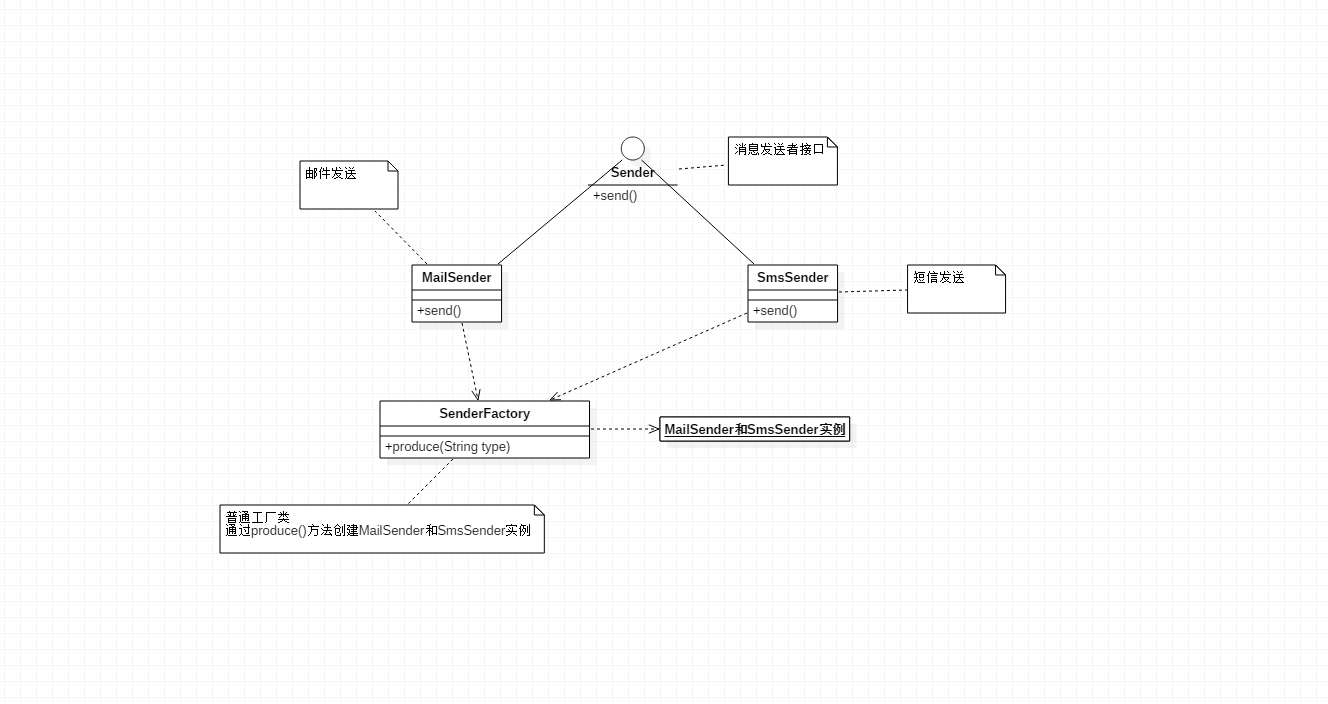 消息发送者接口
邮件发送
Sender
+send()
MailSender
+send()
SmsSender
+send()
短信发送
SenderFactory
+produce(String type)
MailSender和SmsSender实例
普通工厂类
通过produce()方法创建MailSender和SmsSender实例